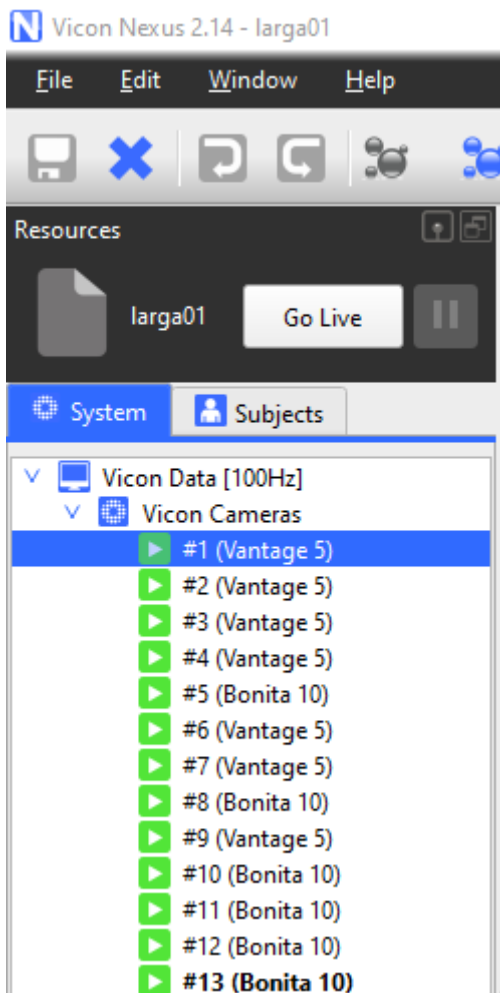 Vicon Nexus 2.14 - larga01
File Edit Window Help
Resources
larga01 Go Live
System Subjects
Vicon Data [100Hz]
Vicon Cameras
#1 (Vantage 5)
#2 (Vantage 5)
#3 (Vantage 5)
#4 (Vantage 5)
#5 (Bonita 10)
#6 (Vantage 5)
#7 (Vantage 5)
#8 (Bonita 10)
#9 (Vantage 5)
#10 (Bonita 10)
#11 (Bonita 10)
#12 (Bonita 10)
#13 (Bonita 10)